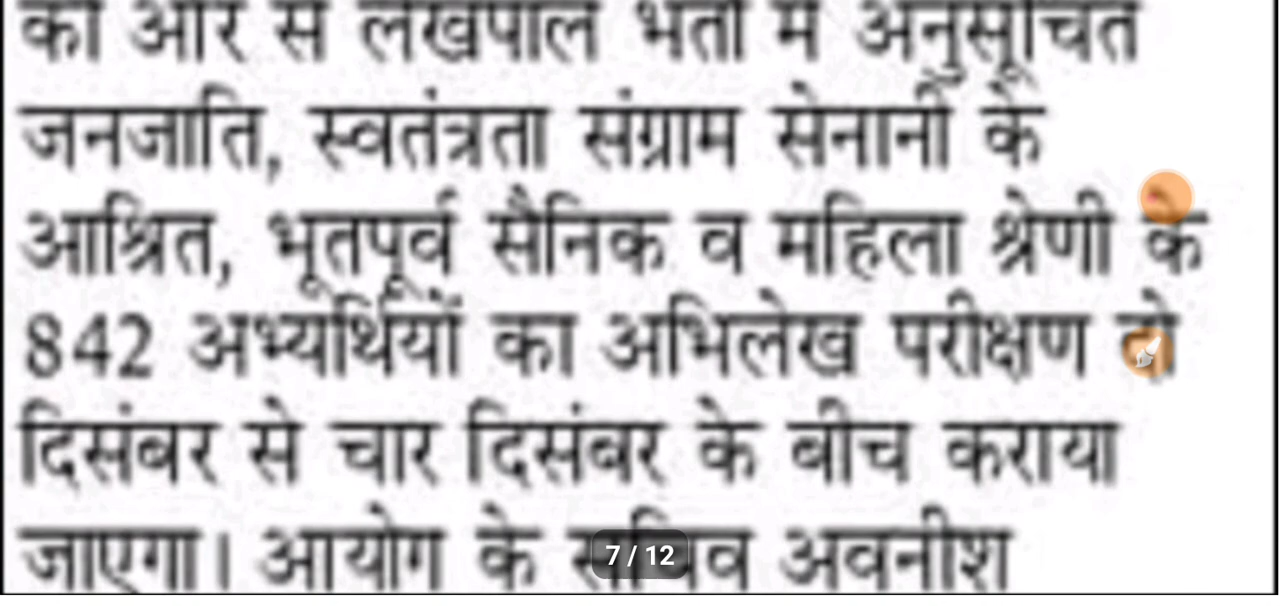 की ओर से लेखपाल भर्ती में अनुसूचित
जनजाति, स्वतंत्रता संग्राम सेनानी के
आश्रित, भूतपूर्व सैनिक व महिला श्रेणी के
842 अभ्यर्थियों का अभिलेख परीक्षण दो
दिसंबर से चार दिसंबर के बीच कराया
जाएगा। आयोग के सचिव अवनीश
7 / 12